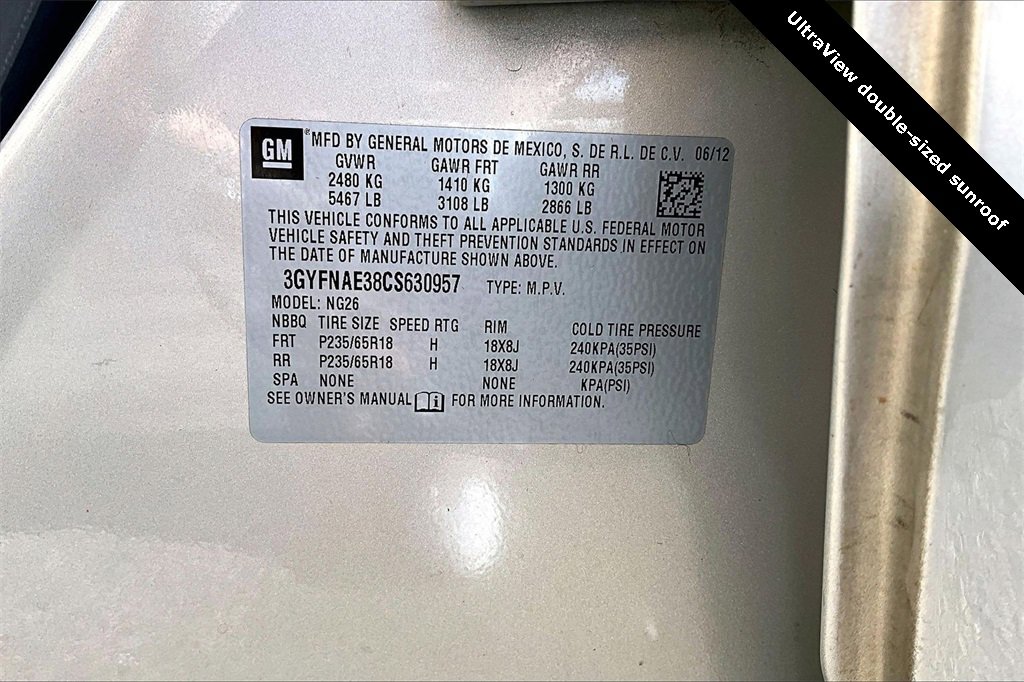 UltraView double-sized sunroof
GM ® MFD BY GENERAL MOTORS DE MEXICO, S. DE R.L. DE C.V. 06/12
GVWR GAWR FRT GAWR RR
2480 KG 1410 KG 1300 KG
5467 LB 3108 LB 2866 LB
THIS VEHICLE CONFORMS TO ALL APPLICABLE U.S. FEDERAL MOTOR
VEHICLE SAFETY AND THEFT PREVENTION STANDARDS IN EFFECT ON
THE DATE OF MANUFACTURE SHOWN ABOVE.
3GYFNAE38CS630957 TYPE: M.P.V.
MODEL: NG26
NBBQ TIRE SIZE SPEED RTG RIM COLD TIRE PRESSURE
FRT P235/65R18 H 18X8J 240KPA(35PSI)
RR P235/65R18 H 18X8J 240KPA(35PSI)
SPA NONE NONE KPA(PSI)
SEE OWNER'S MANUAL FOR MORE INFORMATION.